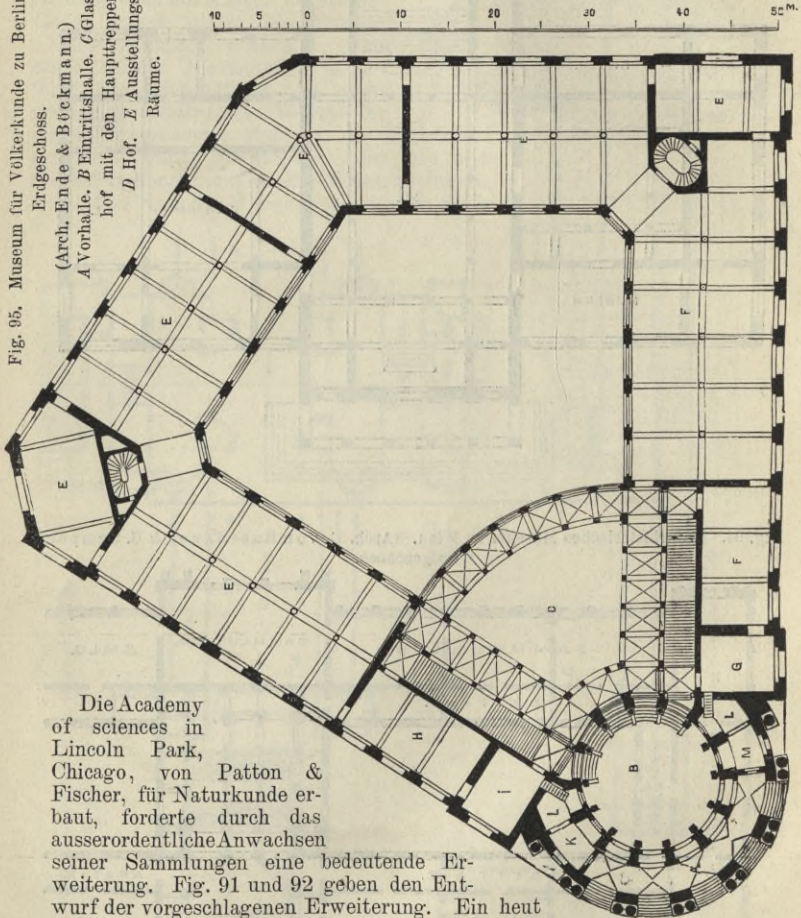 Fig. 95. Museum für Völkerkunde zu Berlin
Erdgeschoss.
(Arch. Ende & Böckmann.)
A Vorhalle. B Eintrittshalle. C Glas
hof mit den Haupttreppen
D Hof. E Ausstellungs
Räume.
10 5 0 10 20 30 40 50 M.
E
E
E
E
E
E
F
F
C
G
H
i
B
L
M
L
K
Die Academy
of sciences in
Lincoln Park,
Chicago, von Patton &
Fischer, für Naturkunde er-
baut, forderte durch das
ausserordentliche Anwachsen
seiner Sammlungen eine bedeutende Er-
weiterung. Fig. 91 und 92 geben den Ent-
wurf der vorgeschlagenen Erweiterung. Ein heut